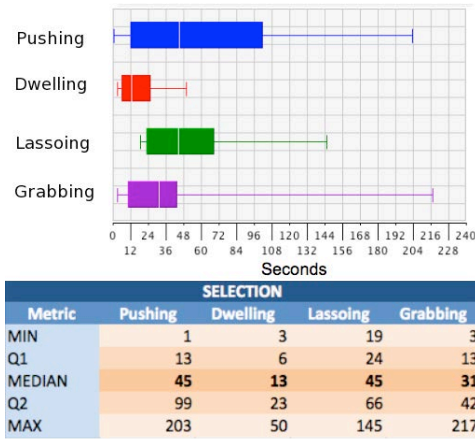 Pushing
Dwelling
Lassoing
Grabbing
0 24 48 72 96 120 144 168 192 216 240
12 36 60 84 108 132 156 180 204 228
Seconds
SELECTION
Metric Pushing Dwelling Lassoing Grabbing
MIN 1 3 19 3
Q1 13 6 24 13
MEDIAN 45 13 45 31
Q2 99 23 66 42
MAX 203 50 145 217